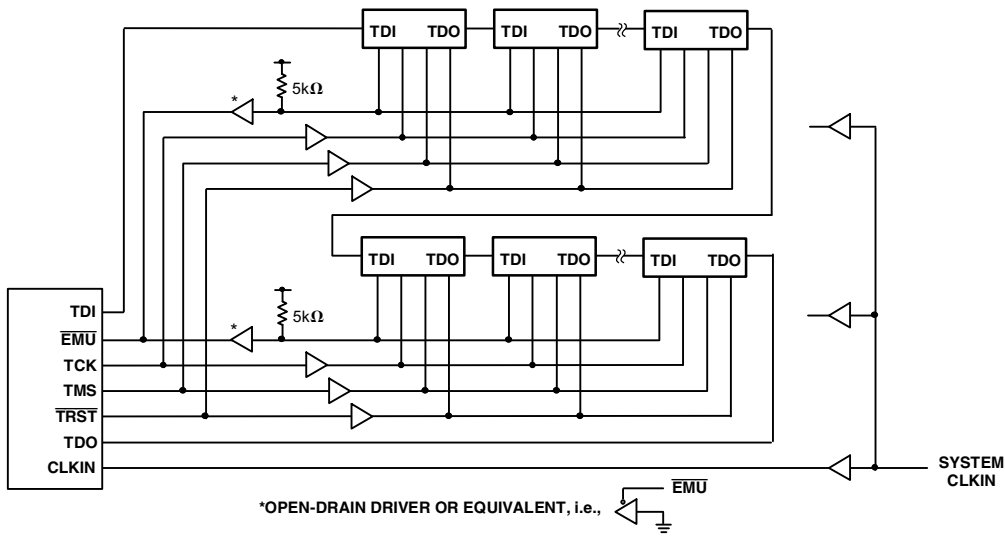 TDI TDO TDI TDO TDI TDO
5kΩ
*
TDI TDO TDI TDO TDI TDO
5kΩ
*
TDI
EMU
TCK
TMS
TRST
TDO
CLKIN
SYSTEM
CLKIN
*OPEN-DRAIN DRIVER OR EQUIVALENT, i.e.,
EMU